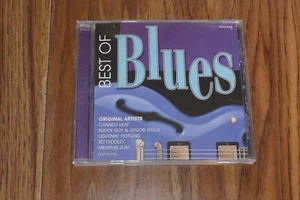 BEST OF
Blues
ORIGINAL ARTISTS
CANNED HEAT
BUDDY GUY & JUNIOR WELLS
LIGHTNIN' HOPKINS
BO DIDDLEY
MEMPHIS SLIM